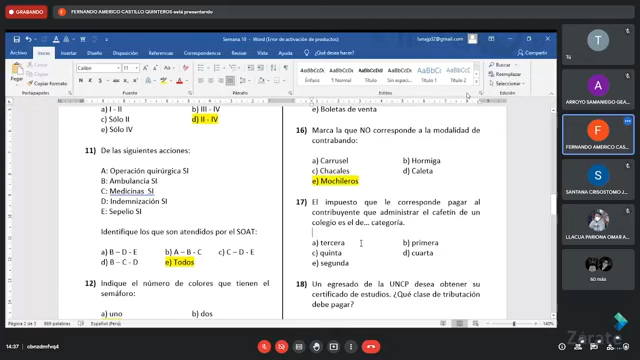 GRABANDO
FERNANDO AMERICO CASTILLO QUINTEROS está presentando
Semana 10 - Word (Error de activación de productos)
Archivo Inicio Insertar Diseño Disposición Referencias Correspondencia Revisar Vista Ayuda ¿Qué desea hacer?
Pegar
Cortar
Copiar
Copiar formato
Calibri 11
AaBbCcDc AaBbCcDc AaBbCcDc AaBbCcDc AaBbCc AaBbCcD
Énfasis 1 Normal Título 1 Título 2
Buscar
Reemplazar
Seleccionar
Portapapeles Fuente Párrafo Estilos
a) I - II b) III - IV
c) Sólo II d) II - IV
e) Sólo IV
11) De las siguientes acciones:
A: Operación quirúrgica SI
B: Ambulancia SI
C: Medicinas SI
D: Indemnización SI
E: Sepelio SI
Identifique los que son atendidos por el SOAT:
a) B – D - E b) A – B - C c) C – D - E
d) B – C - D e) Todos
12) Indique el número de colores que tienen el
semáforo:
a) uno b) dos
e) Boletas de venta
16) Marca la que NO corresponde a la modalidad de
contrabando:
a) Carrusel b) Hormiga
c) Chacales d) Caleta
e) Mochileros
17) El impuesto que le corresponde pagar al
contribuyente que administrar el cafetín de un
colegio es el de... categoría.
a) tercera b) primera
c) quinta d) cuarta
e) segunda
18) Un egresado de la UNCP desea obtener su
certificado de estudios. ¿Qué clase de tributación
debe pagar?
Español (Perú)
140%
T
Tú
A
ARROYO SAMANIEGO GEA...
F
FERNANDO AMERICO CAS...
S
SANTA CRISOSTOMO J...
LLACUA PARIONA OMAR A...
60 más
14:37 cbnzdmfvq4
Zárate